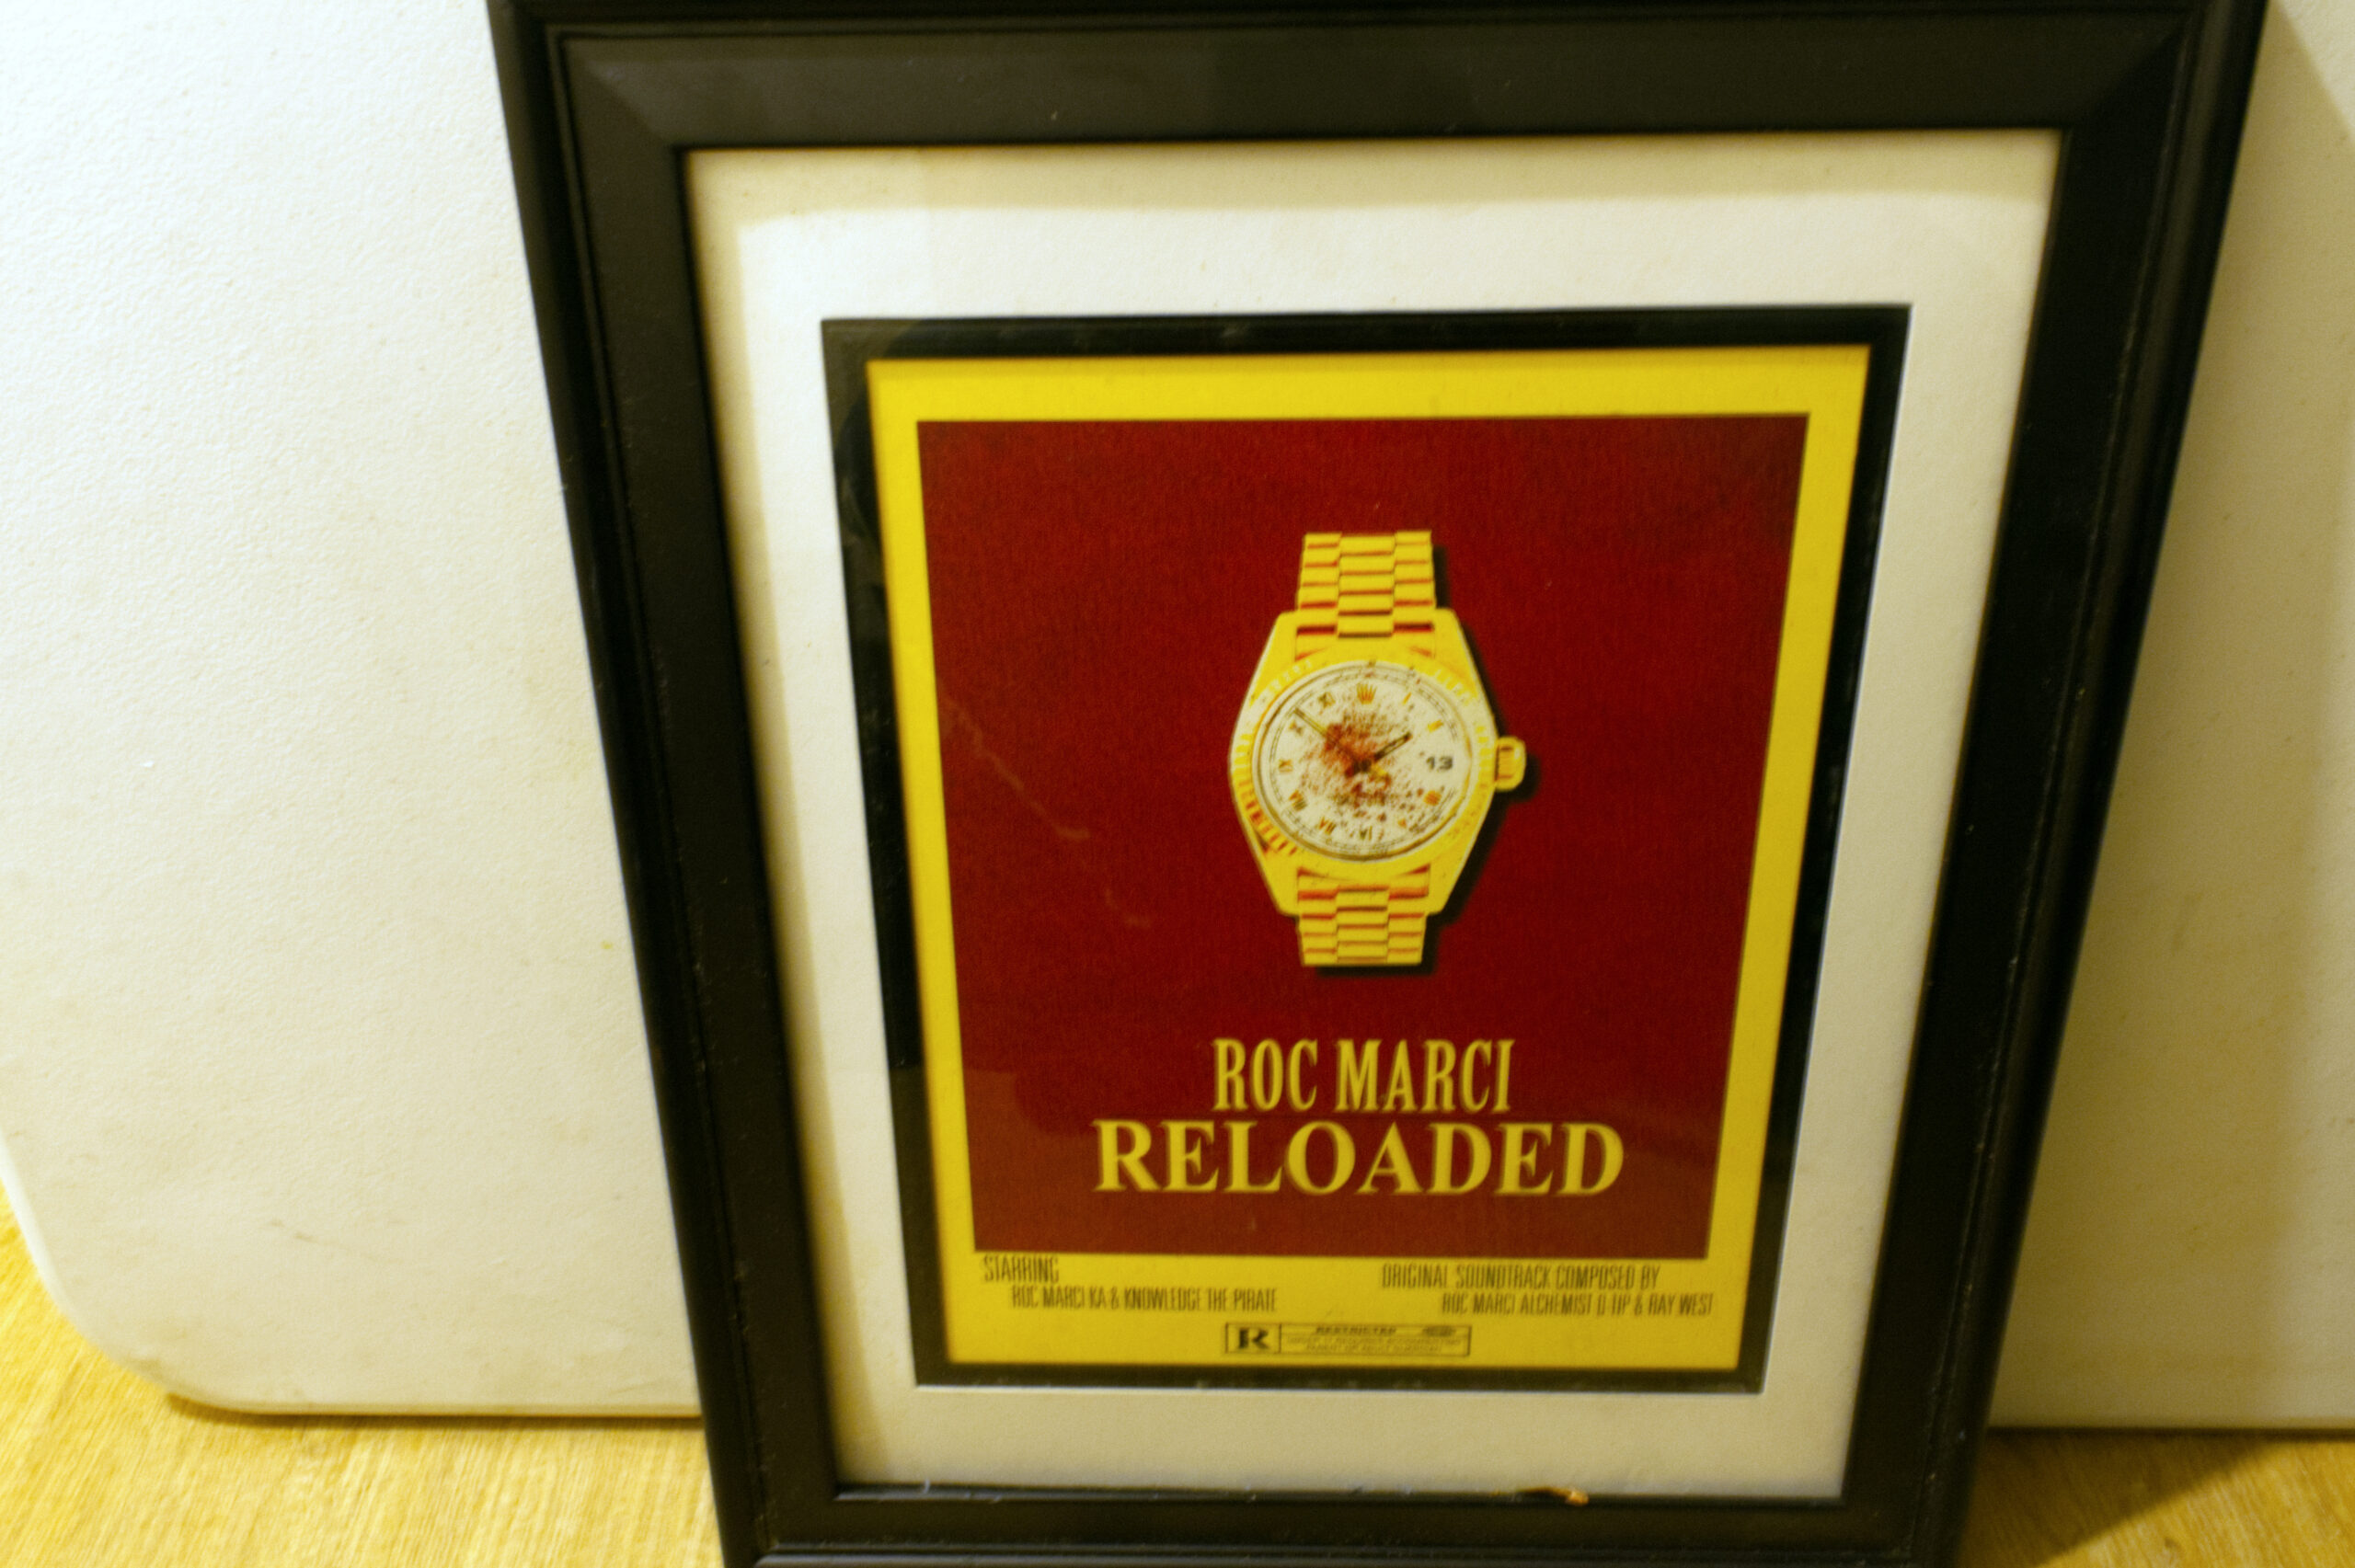 XI
X
13
ROC MARCI
RELOADED
STARRING
ROC MARCI KA & KNOWLEDGE THE PIRATE
ORIGINAL SOUNDTRACK COMPOSED BY
ROC MARCI ALCHEMIST Q-TIP & RAY WEST
R
RESTRICTED